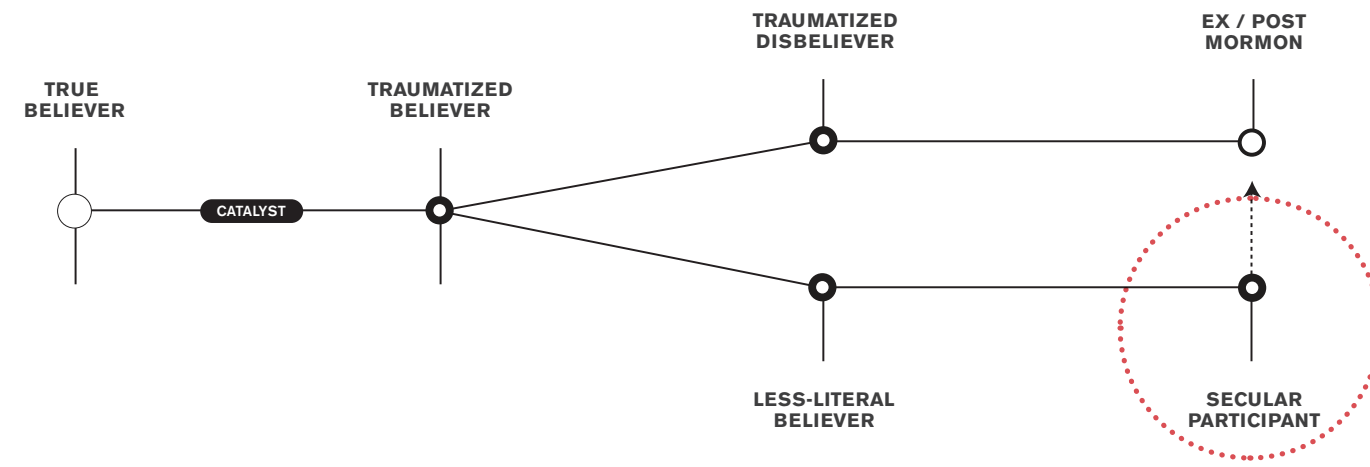 TRUE
BELIEVER
CATALYST
TRAUMATIZED
BELIEVER
TRAUMATIZED
DISBELIEVER
EX / POST
MORMON
LESS-LITERAL
BELIEVER
SECULAR
PARTICIPANT